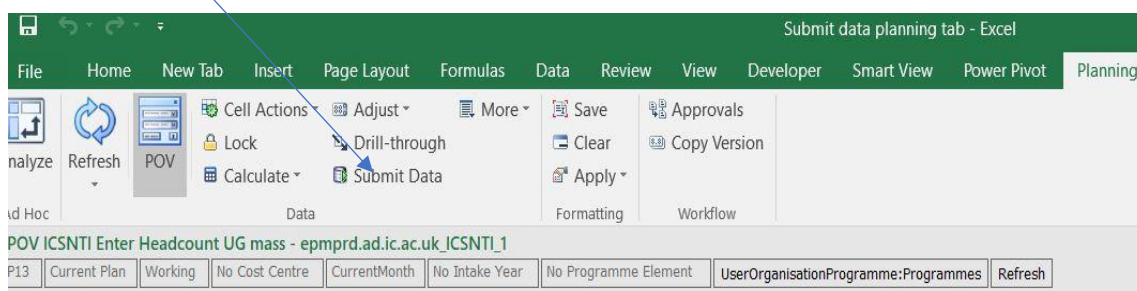 Submit data planning tab - Excel
File Home New Tab Insert Page Layout Formulas Data Review View Developer Smart View Power Pivot Planning
Cell Actions Adjust More Save Approvals
Lock Drill-through Clear Copy Version
nalyze Refresh POV Calculate Submit Data Apply
d Hoc Data Formatting Workflow
POV ICSNTI Enter Headcount UG mass - epmprd.ad.ic.ac.uk_ICSNTI_1
P13 Current Plan Working No Cost Centre CurrentMonth No Intake Year No Programme Element UserOrganisationProgramme:Programmes Refresh